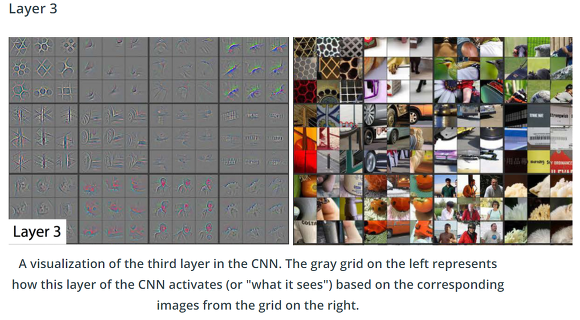 Layer 3
Layer 3
A visualization of the third layer in the CNN. The gray grid on the left represents
how this layer of the CNN activates (or "what it sees") based on the corresponding
images from the grid on the right.